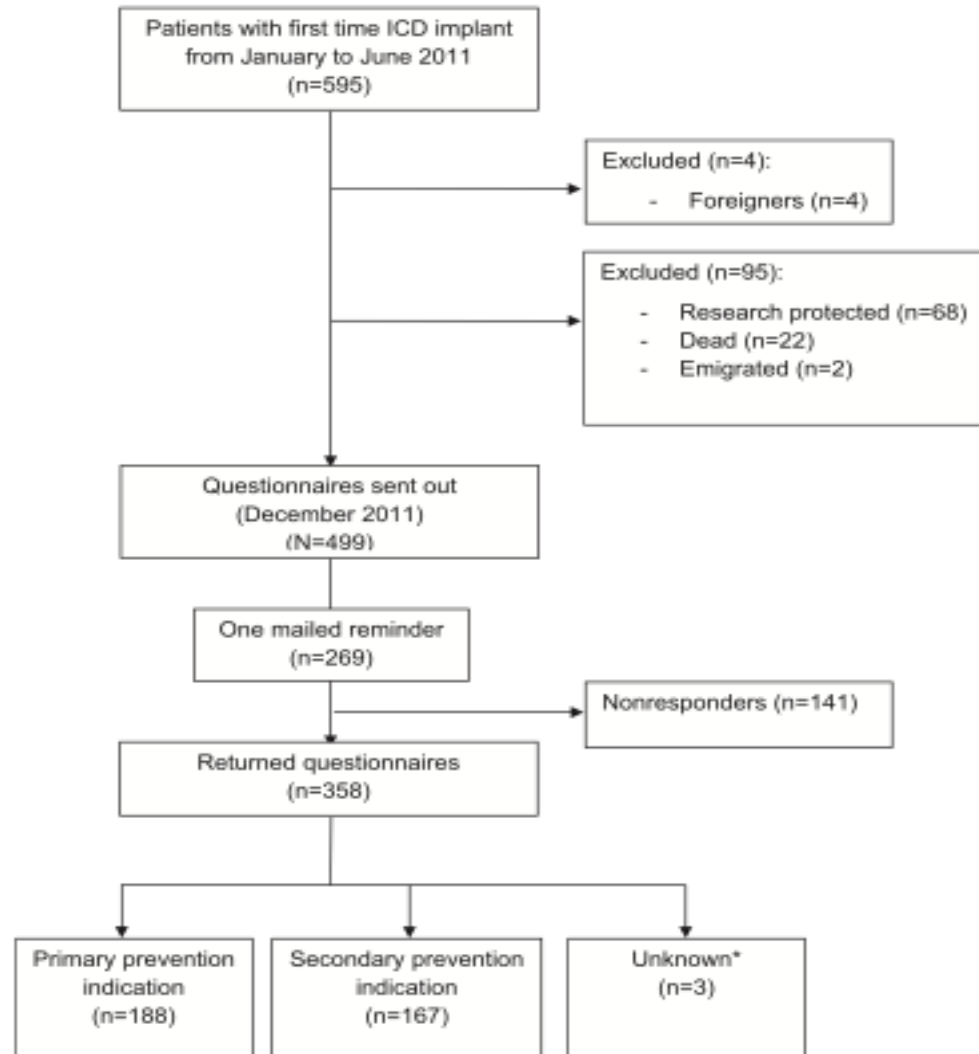 Patients with first time ICD implant
from January to June 2011
(n=595)
Excluded (n=4):
- Foreigners (n=4)
Excluded (n=95):
- Research protected (n=68)
- Dead (n=22)
- Emigrated (n=2)
Questionnaires sent out
(December 2011)
(N=499)
One mailed reminder
(n=269)
Nonresponders (n=141)
Returned questionnaires
(n=358)
Primary prevention
indication
(n=188)
Secondary prevention
indication
(n=167)
Unknown*
(n=3)